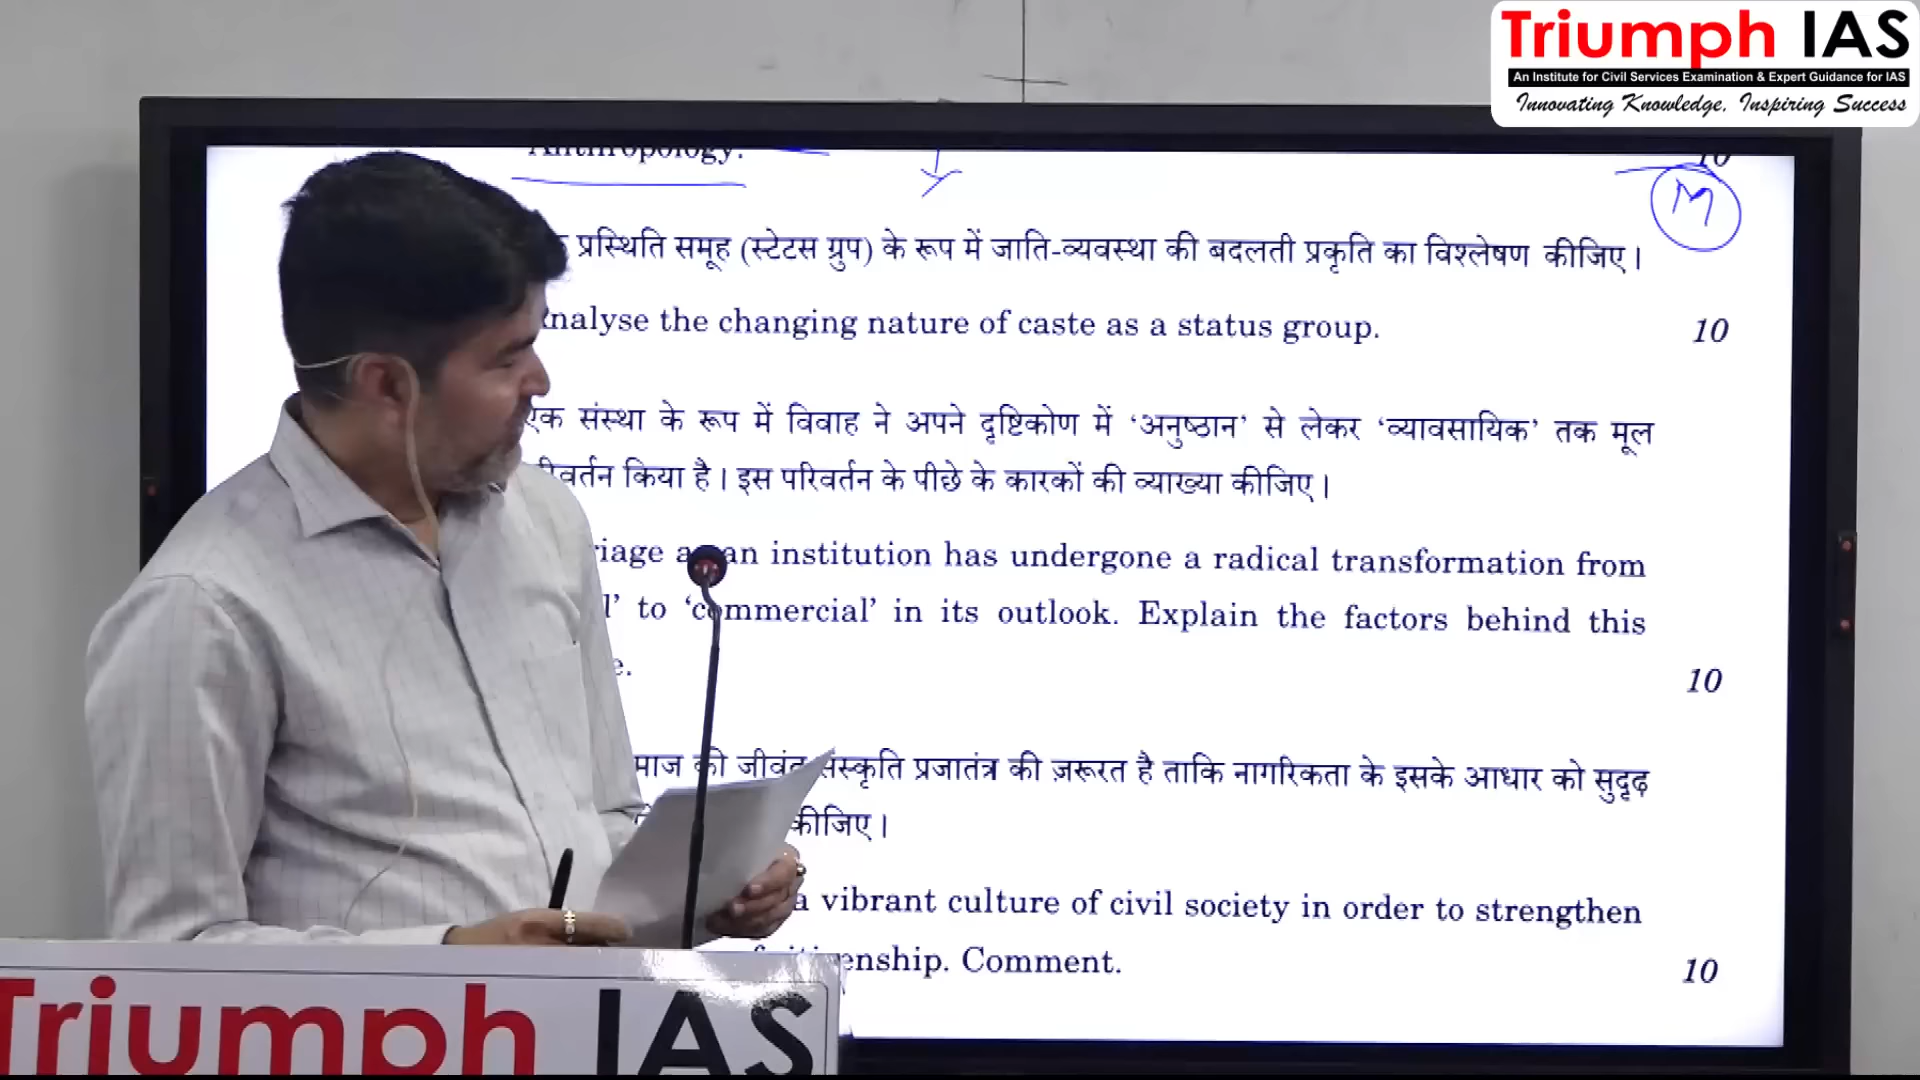 Triumph IAS
An Institute for Civil Services Examination & Expert Guidance for IAS
Innovating Knowledge, Inspiring Success
Anthropology.
10
M
प्रस्थिति समूह (स्टेटस ग्रुप) के रूप में जाति-व्यवस्था की बदलती प्रकृति का विश्लेषण कीजिए।
nalyse the changing nature of caste as a status group. 10
एक संस्था के रूप में विवाह ने अपने दृष्टिकोण में ‘अनुष्ठान’ से लेकर ‘व्यावसायिक’ तक मूल
किया है। इस परिवर्तन के पीछे के कारकों की व्याख्या कीजिए।
riage an institution has undergone a radical transformation from
l’ to ‘commercial’ in its outlook. Explain the factors behind this
e. 10
माज की जीवंत संस्कृति प्रजातंत्र की ज़रूरत है ताकि नागरिकता के इसके आधार को सुदृढ़
कीजिए।
a vibrant culture of civil society in order to strengthen
enship. Comment. 10
Triumph IAS